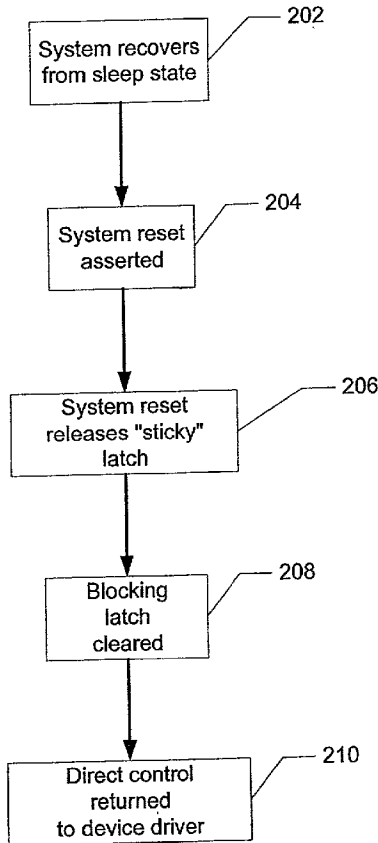 System recovers
from sleep state
202
System reset
asserted
204
System reset
releases "sticky"
latch
206
Blocking
latch
cleared
208
Direct control
returned
to device driver
210